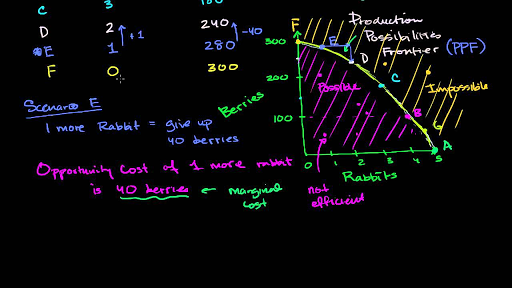 C 3 180
D 2 240
*E 1 280
F 0 300
+1
-40
Scenario E
1 more Rabbit = give up
40 berries
Opportunity Cost of 1 more rabbit
is 40 berries ← marginal
cost
Berries
F
300
200
100
0 1 2 3 4 5
Rabbits
E
D
C
B
G
A
Production
Possibilities
Frontier (PPF)
Possible
Impossible
not
efficient